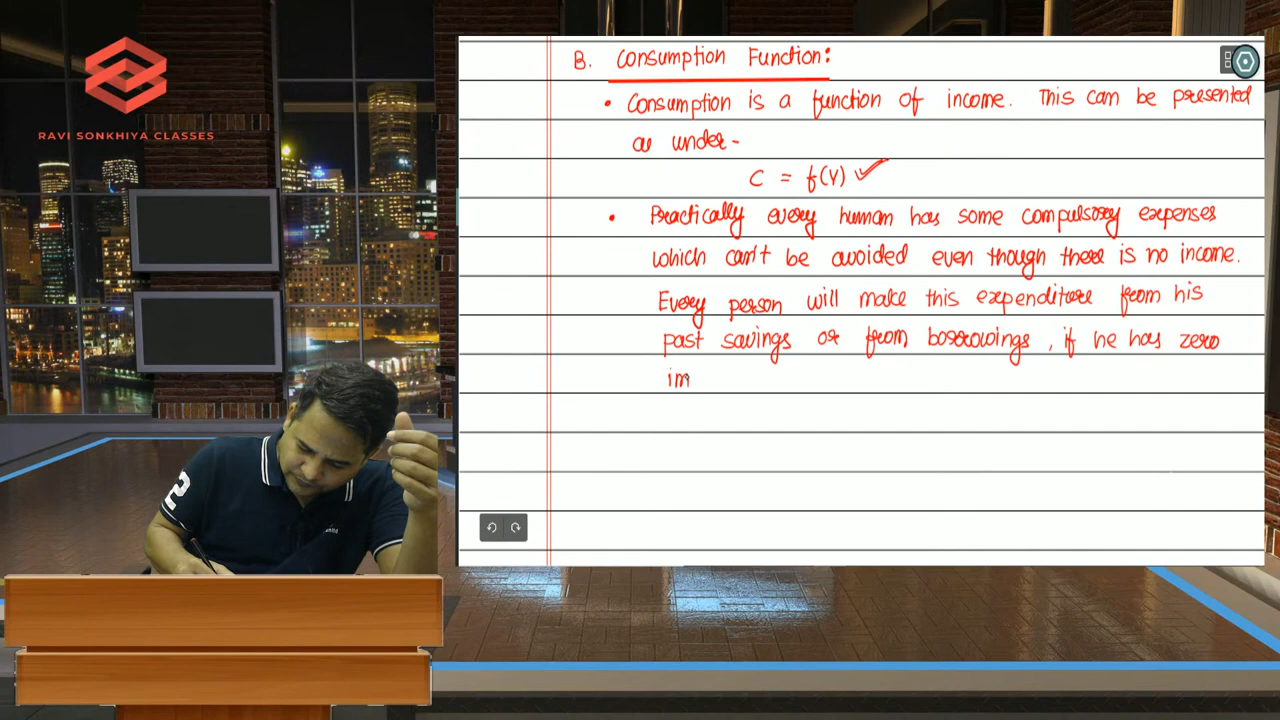 RAVI SONKHIYA CLASSES
B. Consumption Function:
• Consumption is a function of income. This can be presented
as under-
C = f(Y)
• Practically every human has some compulsory expenses
which can't be avoided even though there is no income.
Every person will make this expenditure from his
past savings or from borrowings, if he has zero
in
2